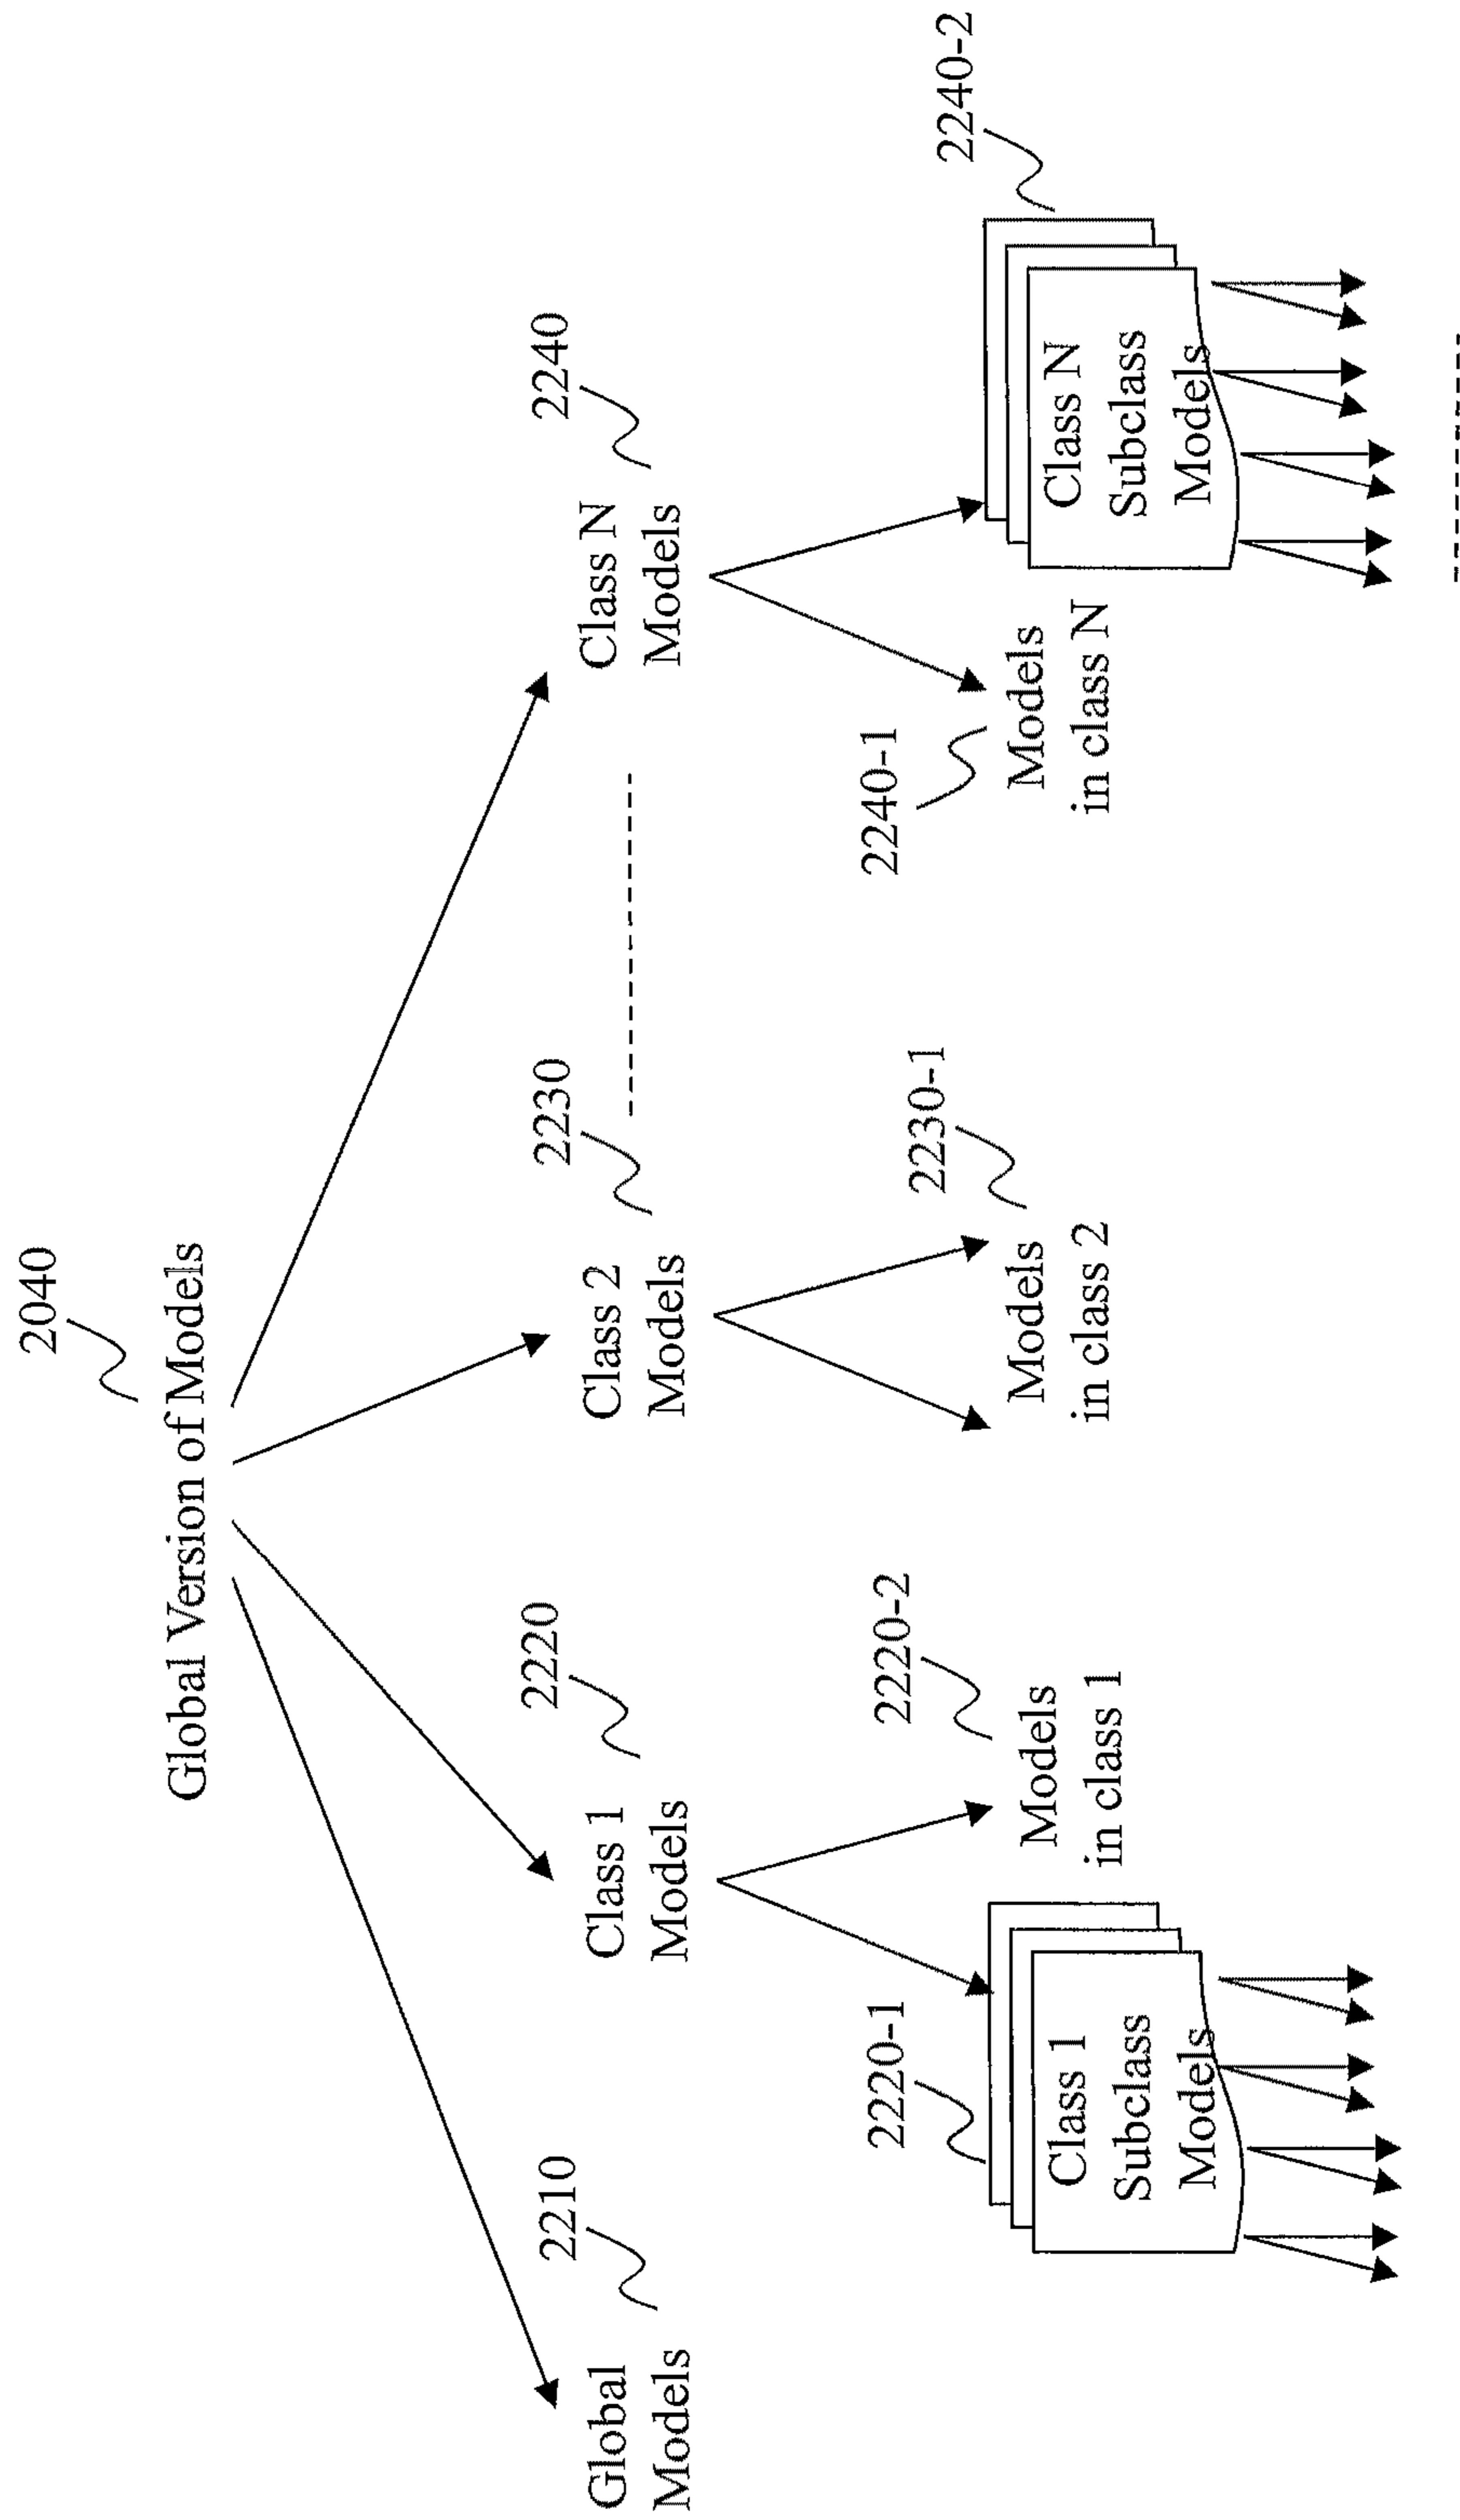 2040
Global Version of Models
2210
2220
2230
2240
Global
Models
Class 1
Models
Class 2
Models
Class N
Models
2220-1
2220-2
2230-1
2240-1
2240-2
Class 1
Subclass
Models
Models
in class 1
Models
in class 2
Models
in class N
Class N
Subclass
Models